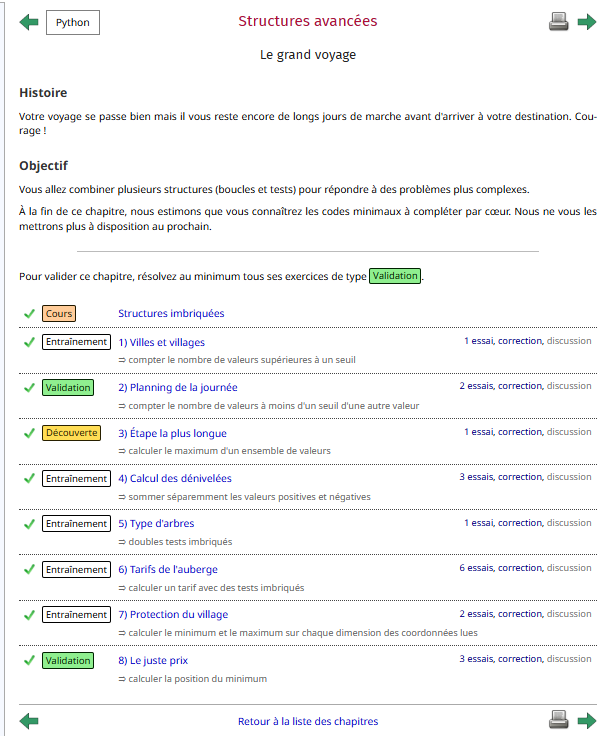 Python
Structures avancées
Le grand voyage
Histoire
Votre voyage se passe bien mais il vous reste encore de longs jours de marche avant d'arriver à votre destination. Cou-
rage !
Objectif
Vous allez combiner plusieurs structures (boucles et tests) pour répondre à des problèmes plus complexes.
À la fin de ce chapitre, nous estimons que vous connaîtrez les codes minimaux à compléter par cœur. Nous ne vous les
mettrons plus à disposition au prochain.
Pour valider ce chapitre, résolvez au minimum tous ses exercices de type Validation.
Cours Structures imbriquées
Entraînement 1) Villes et villages 1 essai, correction, discussion
⇒ compter le nombre de valeurs supérieures à un seuil
Validation 2) Planning de la journée 2 essais, correction, discussion
⇒ compter le nombre de valeurs à moins d'un seuil d'une autre valeur
Découverte 3) Étape la plus longue 1 essai, correction, discussion
⇒ calculer le maximum d'un ensemble de valeurs
Entraînement 4) Calcul des dénivelées 3 essais, correction, discussion
⇒ sommer séparemment les valeurs positives et négatives
Entraînement 5) Type d'arbres 1 essai, correction, discussion
⇒ doubles tests imbriqués
Entraînement 6) Tarifs de l'auberge 6 essais, correction, discussion
⇒ calculer un tarif avec des tests imbriqués
Entraînement 7) Protection du village 2 essais, correction, discussion
⇒ calculer le minimum et le maximum sur chaque dimension des coordonnées lues
Validation 8) Le juste prix 3 essais, correction, discussion
⇒ calculer la position du minimum
Retour à la liste des chapitres